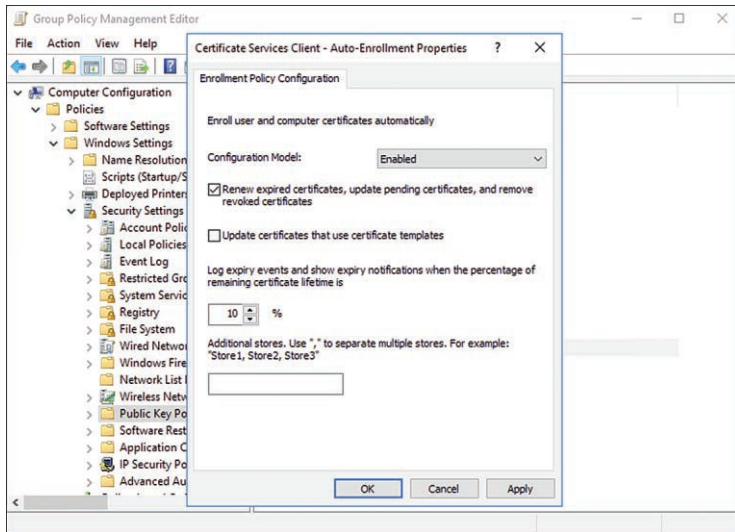 Group Policy Management Editor
File Action View Help
Computer Configuration
Policies
Software Settings
Windows Settings
Name Resolution
Scripts (Startup/S
Deployed Printer
Security Settings
Account Polic
Local Policies
Event Log
Restricted Gro
System Servic
Registry
File System
Wired Networ
Windows Fire
Network List
Wireless Netw
Public Key Po
Software Rest
Application C
IP Security Po
Advanced Au
Certificate Services Client - Auto-Enrollment Properties ? ×
Enrollment Policy Configuration
Enroll user and computer certificates automatically
Configuration Model: Enabled
Renew expired certificates, update pending certificates, and remove
revoked certificates
Update certificates that use certificate templates
Log expiry events and show expiry notifications when the percentage of
remaining certificate lifetime is
10 %
Additional stores. Use "," to separate multiple stores. For example:
"Store1, Store2, Store3"
OK Cancel Apply